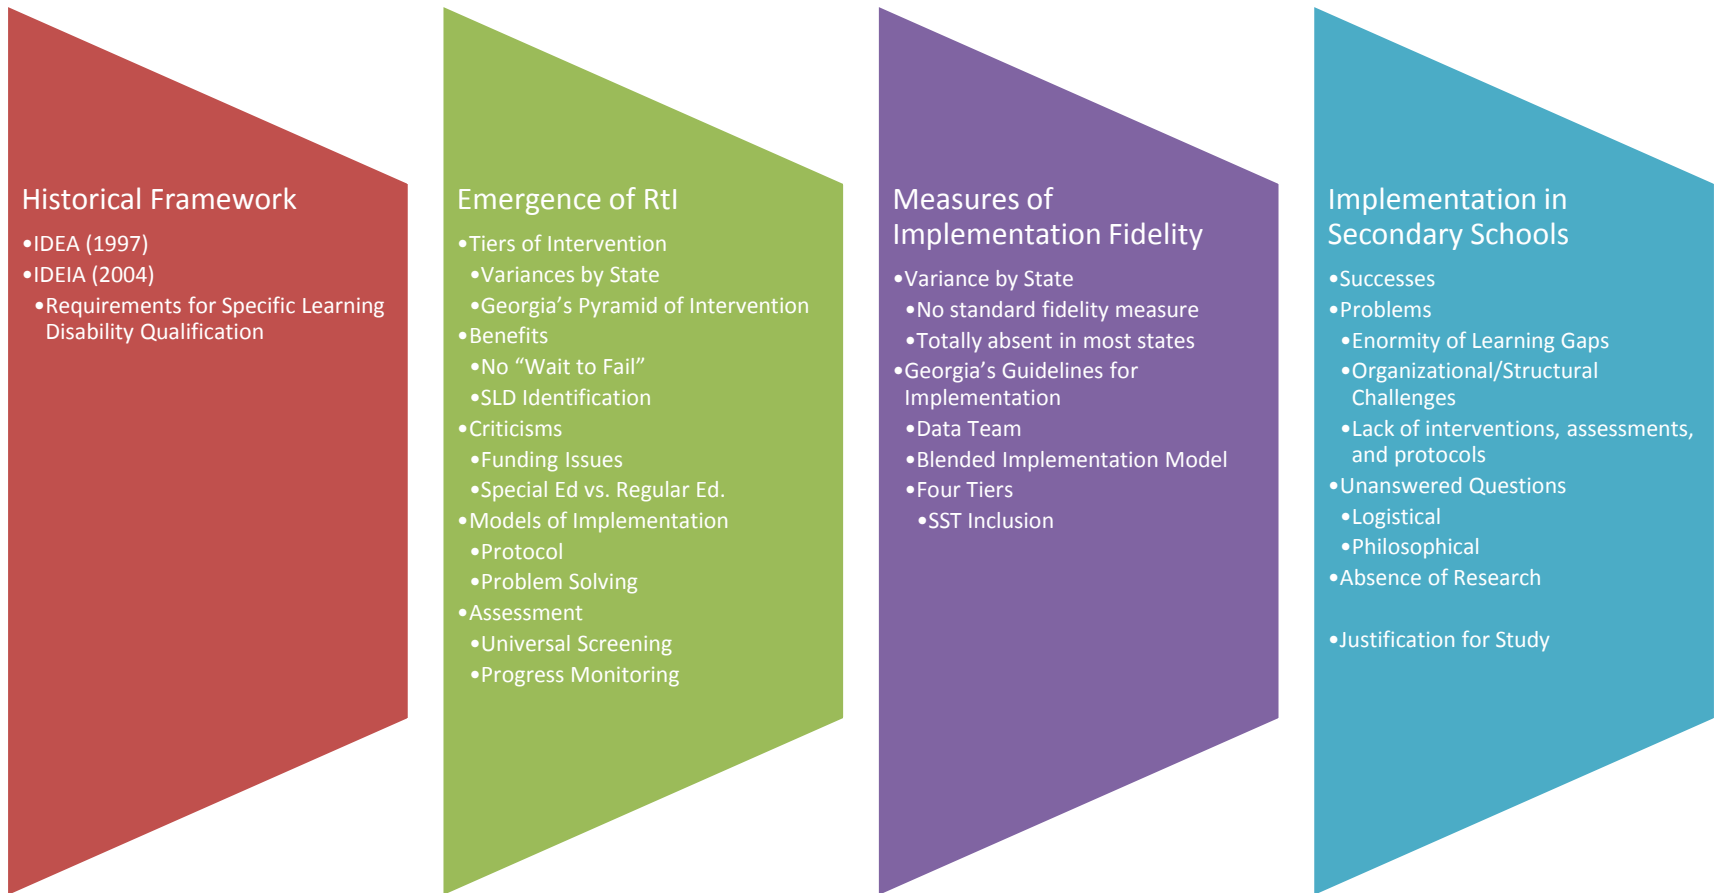 Historical Framework
•IDEA (1997)
•IDEIA (2004)
•Requirements for Specific Learning
Disability Qualification
Emergence of RtI
•Tiers of Intervention
•Variances by State
•Georgia’s Pyramid of Intervention
•Benefits
•No “Wait to Fail”
•SLD Identification
•Criticisms
•Funding Issues
•Special Ed vs. Regular Ed.
•Models of Implementation
•Protocol
•Problem Solving
•Assessment
•Universal Screening
•Progress Monitoring
Measures of
Implementation Fidelity
•Variance by State
•No standard fidelity measure
•Totally absent in most states
•Georgia’s Guidelines for
Implementation
•Data Team
•Blended Implementation Model
•Four Tiers
•SST Inclusion
Implementation in
Secondary Schools
•Successes
•Problems
•Enormity of Learning Gaps
•Organizational/Structural
Challenges
•Lack of interventions, assessments,
and protocols
•Unanswered Questions
•Logistical
•Philosophical
•Absence of Research
•Justification for Study